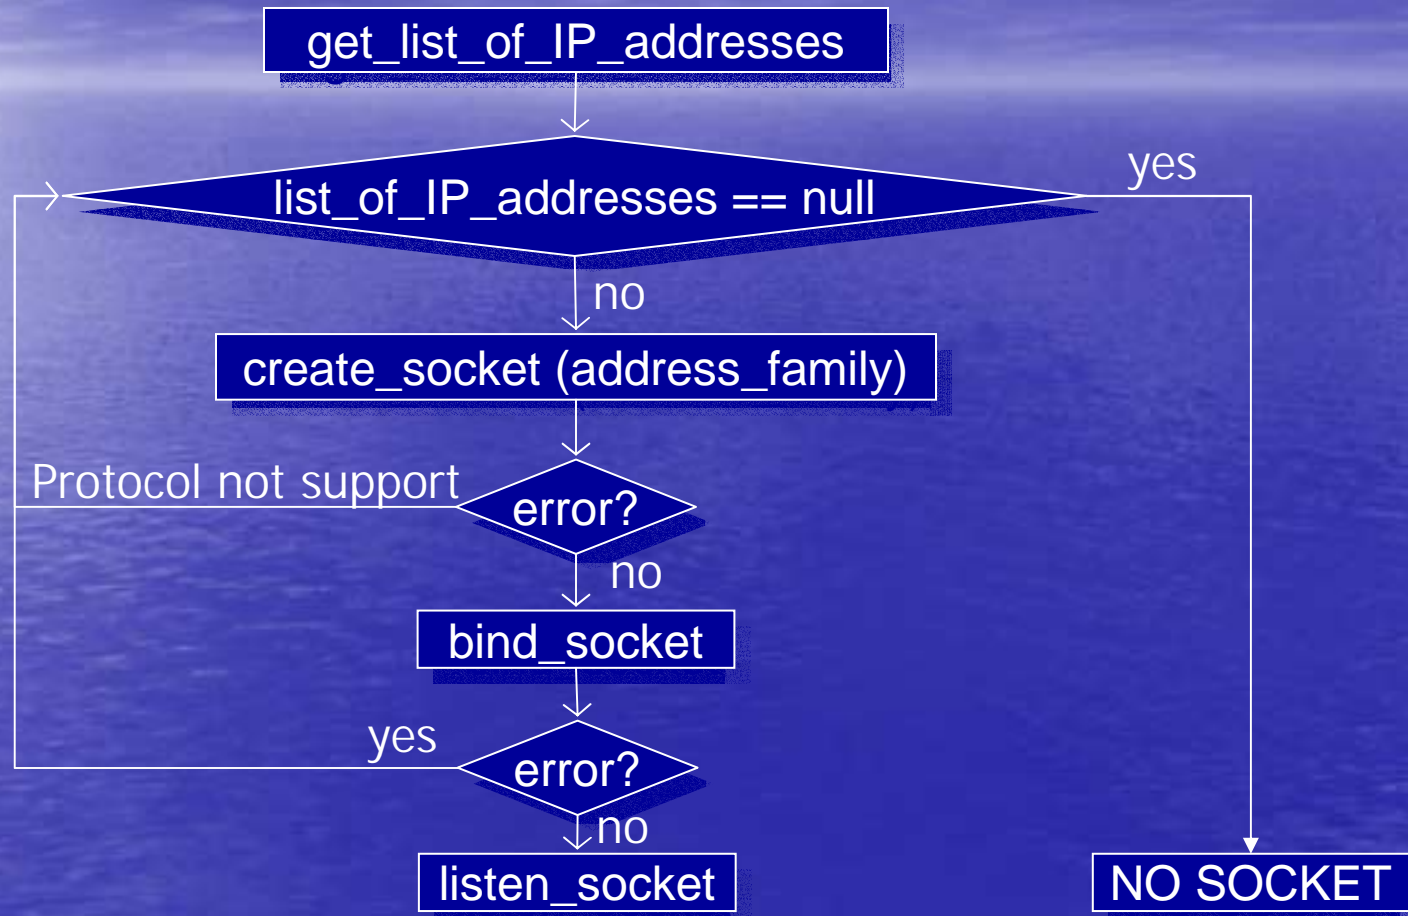 get_list_of_IP_addresses
yes
list_of_IP_addresses == null
no
create_socket (address_family)
Protocol not support
error?
no
bind_socket
yes
error?
no
listen_socket
NO SOCKET